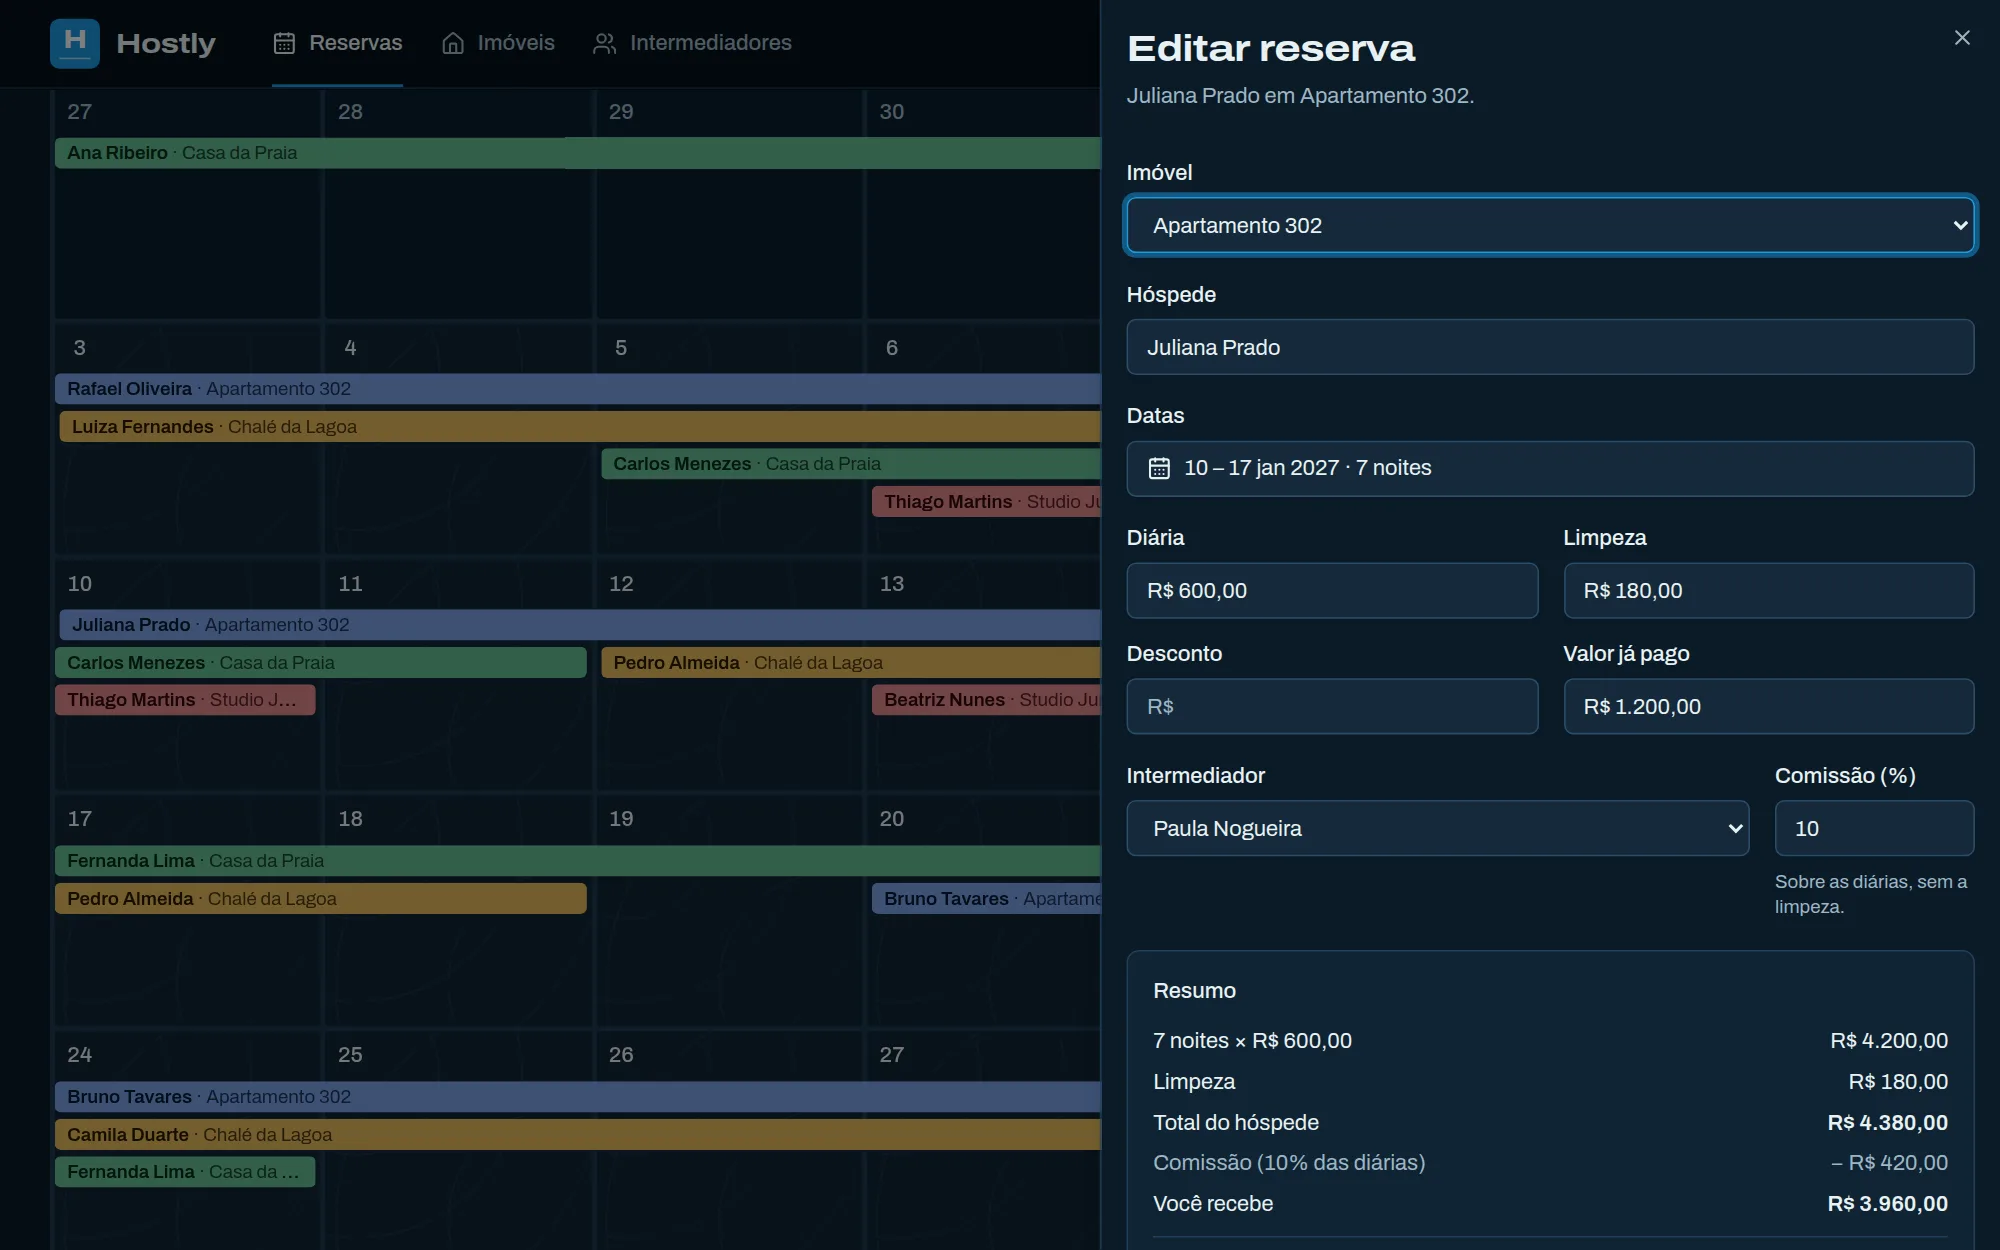 H
Hostly
Reservas
Imóveis
Intermediadores
27
28
29
30
Ana Ribeiro · Casa da Praia
3
4
5
6
Rafael Oliveira · Apartamento 302
Luiza Fernandes · Chalé da Lagoa
Carlos Menezes · Casa da Praia
Thiago Martins · Studio Ju
10
11
12
13
Juliana Prado · Apartamento 302
Carlos Menezes · Casa da Praia
Pedro Almeida · Chalé da Lagoa
Thiago Martins · Studio J...
Beatriz Nunes · Studio Ju
17
18
19
20
Fernanda Lima · Casa da Praia
Pedro Almeida · Chalé da Lagoa
Bruno Tavares · Apartame
24
25
26
27
Bruno Tavares · Apartamento 302
Camila Duarte · Chalé da Lagoa
Fernanda Lima · Casa da ...
Editar reserva
Juliana Prado em Apartamento 302.
Imóvel
Apartamento 302
Hóspede
Juliana Prado
Datas
10 – 17 jan 2027 · 7 noites
Diária
Limpeza
R$ 600,00
R$ 180,00
Desconto
Valor já pago
R$
R$ 1.200,00
Intermediador
Comissão (%)
Paula Nogueira
10
Sobre as diárias, sem a
limpeza.
Resumo
7 noites × R$ 600,00 R$ 4.200,00
Limpeza R$ 180,00
Total do hóspede R$ 4.380,00
Comissão (10% das diárias) – R$ 420,00
Você recebe R$ 3.960,00